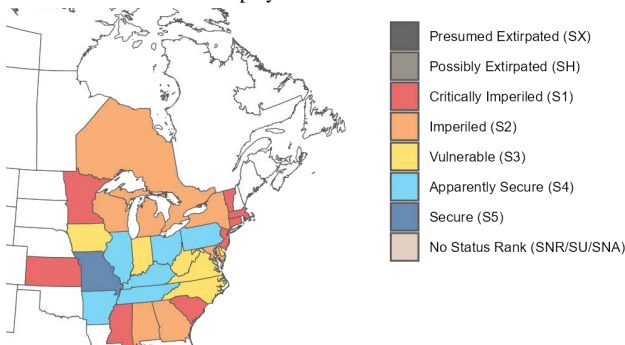 Presumed Extirpated (SX)
Possibly Extirpated (SH)
Critically Imperiled (S1)
Imperiled (S2)
Vulnerable (S3)
Apparently Secure (S4)
Secure (S5)
No Status Rank (SNR/SU/SNA)